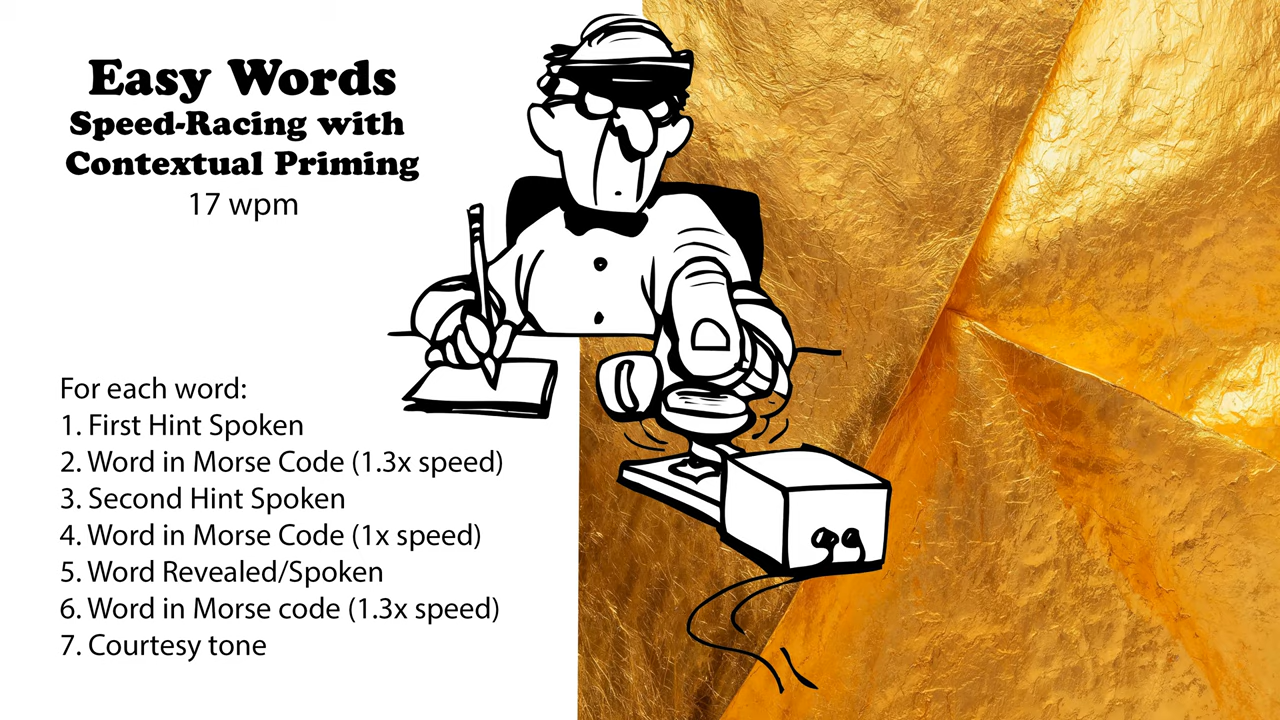 Easy Words
Speed-Racing with
Contextual Priming
17 wpm
For each word:
1. First Hint Spoken
2. Word in Morse Code (1.3x speed)
3. Second Hint Spoken
4. Word in Morse Code (1x speed)
5. Word Revealed/Spoken
6. Word in Morse code (1.3x speed)
7. Courtesy tone